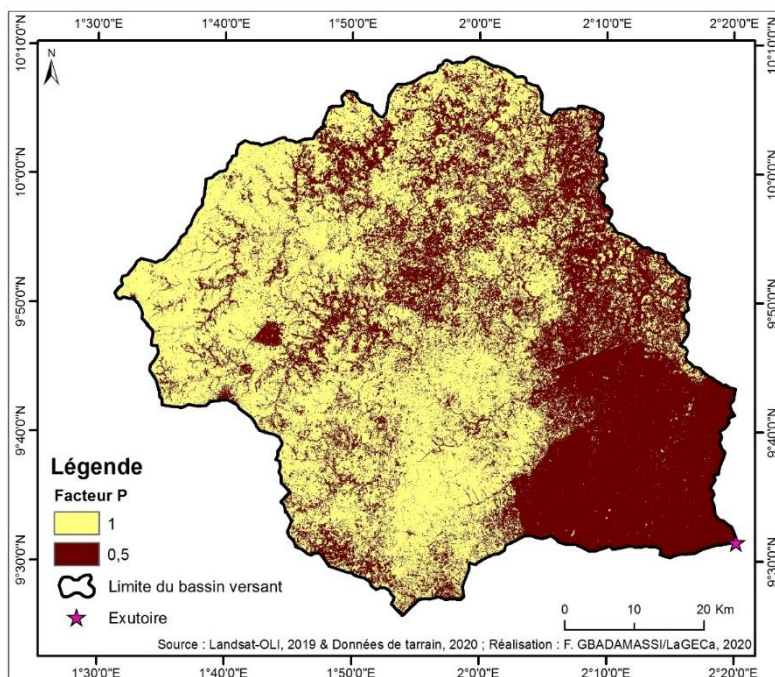 1°30'0"E 1°40'0"E 1°50'0"E 2°0'0"E 2°10'0"E 2°20'0"E
10°10'0"N 10°10'0"N
N
10°0'0"N 10°0'0"N
9°50'0"N 9°50'0"N
9°40'0"N 9°40'0"N
Légende
Facteur P
1
0,5
9°30'0"N 9°30'0"N
Limite du bassin versant
Exutoire
0 10 20 Km
Source : Landsat-OLI, 2019 & Données de tarrain, 2020 ; Réalisation : F. GBADAMASSI/LaGECa, 2020
1°30'0"E 1°40'0"E 1°50'0"E 2°0'0"E 2°10'0"E 2°20'0"E